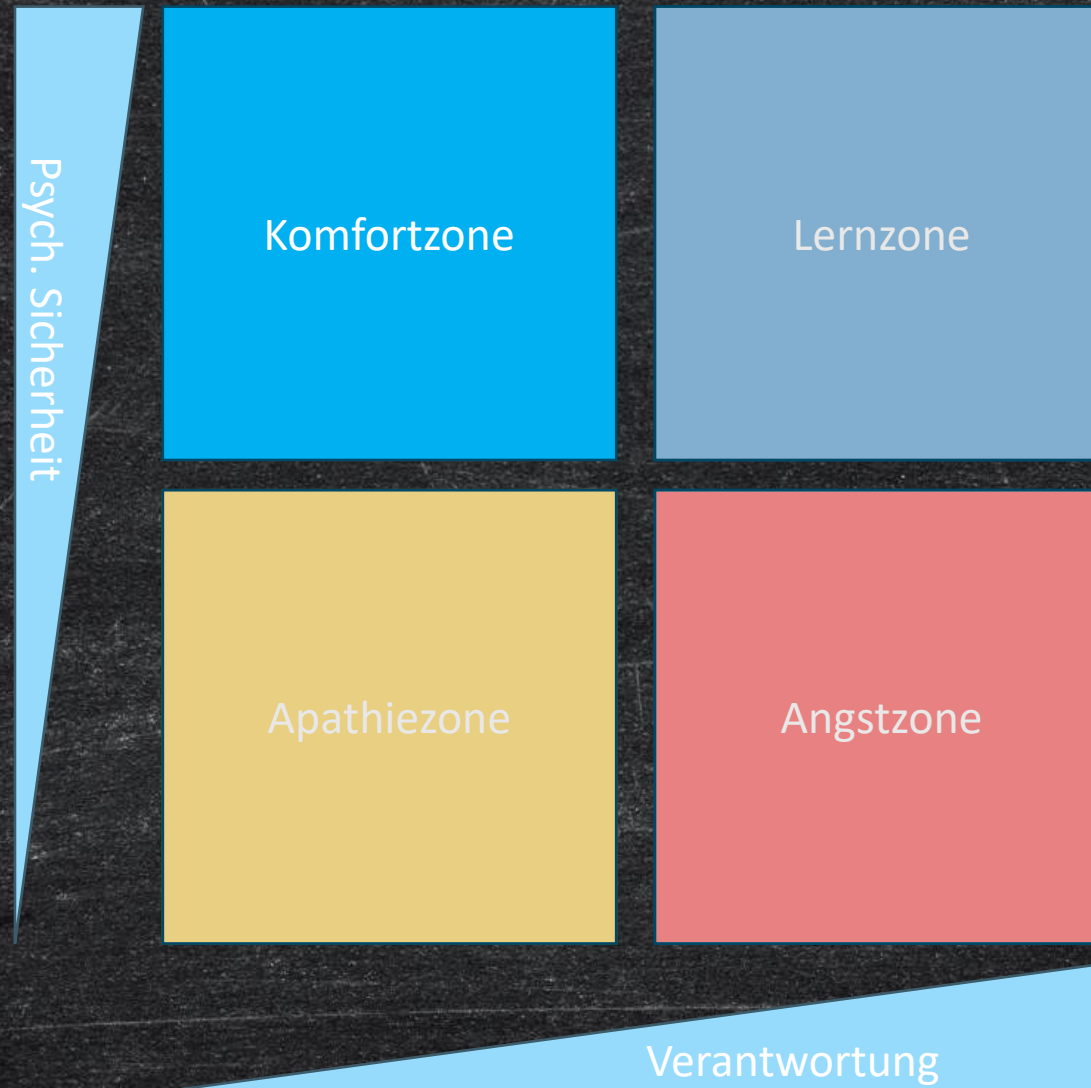 Psych. Sicherheit
Komfortzone
Lernzone
Apathiezone
Angstzone
Verantwortung